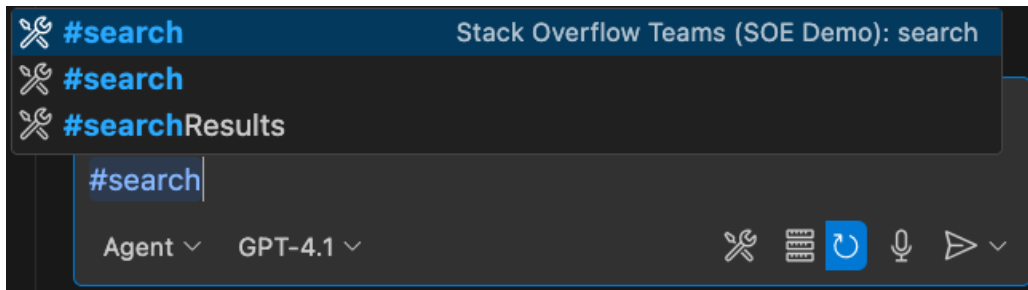 #search Stack Overflow Teams (SOE Demo): search
#search
#searchResults
#search
Agent GPT-4.1